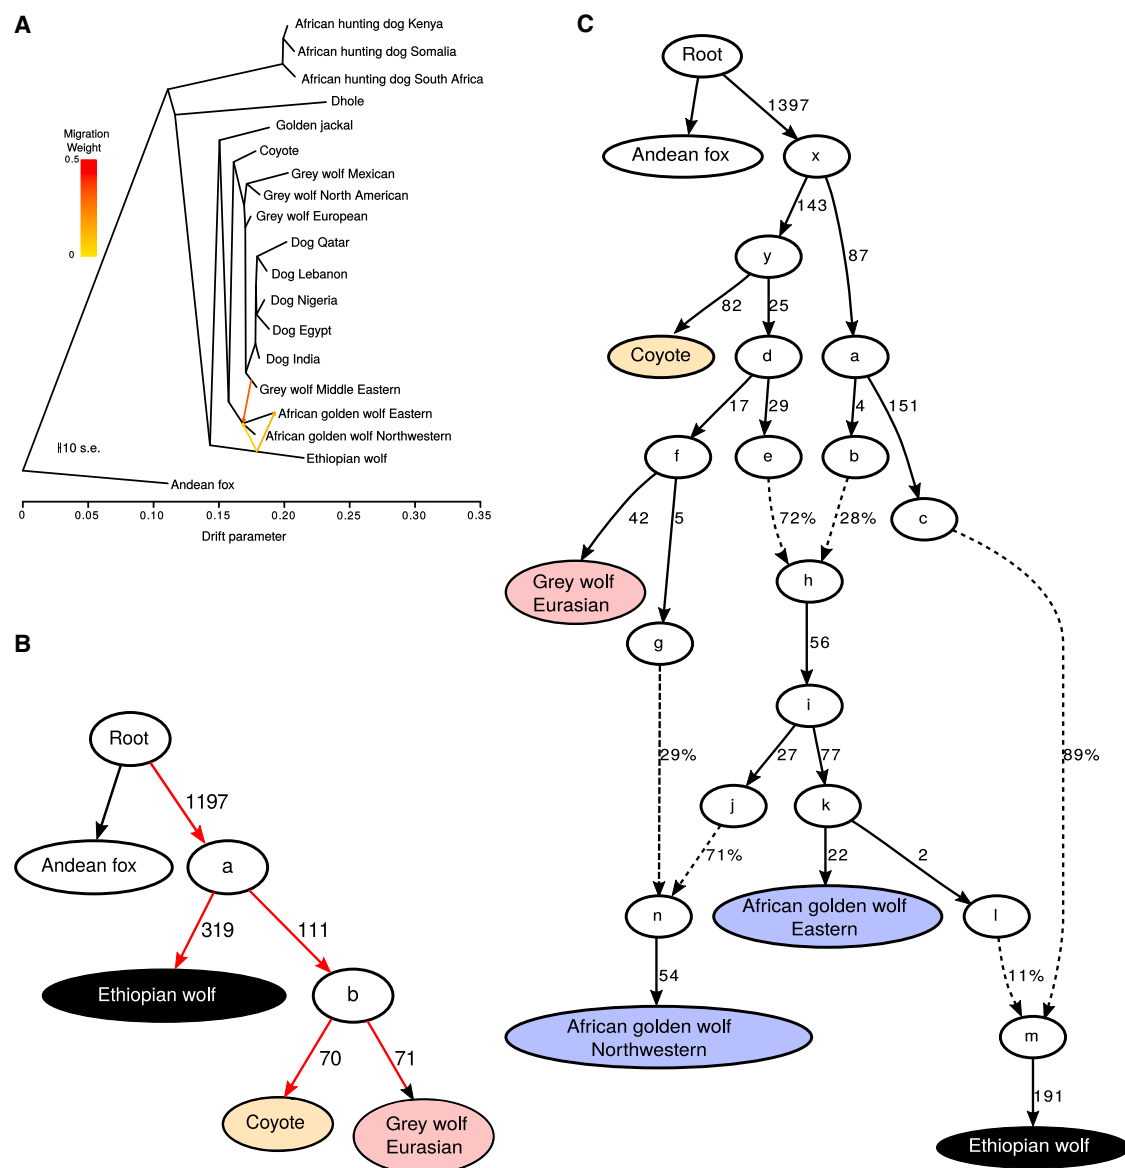 A
African hunting dog Kenya
African hunting dog Somalia
African hunting dog South Africa
Dhole
Golden jackal
Migration
Weight
0.5
0
Coyote
Grey wolf Mexican
Grey wolf North American
Grey wolf European
Dog Qatar
Dog Lebanon
Dog Nigeria
Dog Egypt
Dog India
Grey wolf Middle Eastern
African golden wolf Eastern
African golden wolf Northwestern
Ethiopian wolf
10 s.e.
Andean fox
0 0.05 0.10 0.15 0.20 0.25 0.30 0.35
Drift parameter
B
Root
1197
Andean fox
a
319
111
Ethiopian wolf
b
70
71
Coyote
Grey wolf
Eurasian
C
Root
1397
Andean fox
x
143
87
y
82
25
Coyote
d
a
17
29
4
151
f
e
b
c
42
5
72%
28%
Grey wolf
Eurasian
h
g
56
i
29%
27
77
89%
j
k
71%
22
2
n
African golden wolf
Eastern
l
54
11%
African golden wolf
Northwestern
m
191
Ethiopian wolf